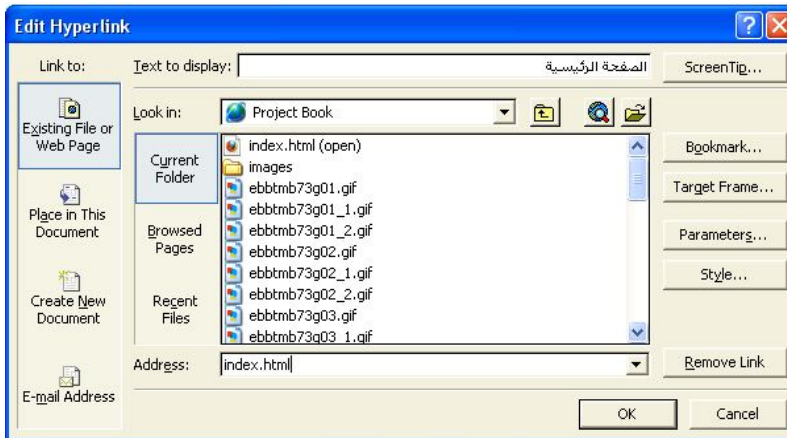 Edit Hyperlink
Link to:
Text to display:
الصفحة الرئيسية
ScreenTip...
Existing File or
Web Page
Look in:
Project Book
Current
Folder
index.html (open)
images
ebbtmb73g01.gif
ebbtmb73g01_1.gif
ebbtmb73g01_2.gif
ebbtmb73g02.gif
ebbtmb73g02_1.gif
ebbtmb73g02_2.gif
ebbtmb73g03.gif
ebbtmb73g03_1.gif
Bookmark...
Target Frame...
Place in This
Document
Browsed
Pages
Parameters...
Style...
Create New
Document
Recent
Files
Address:
index.html
Remove Link
E-mail Address
OK
Cancel